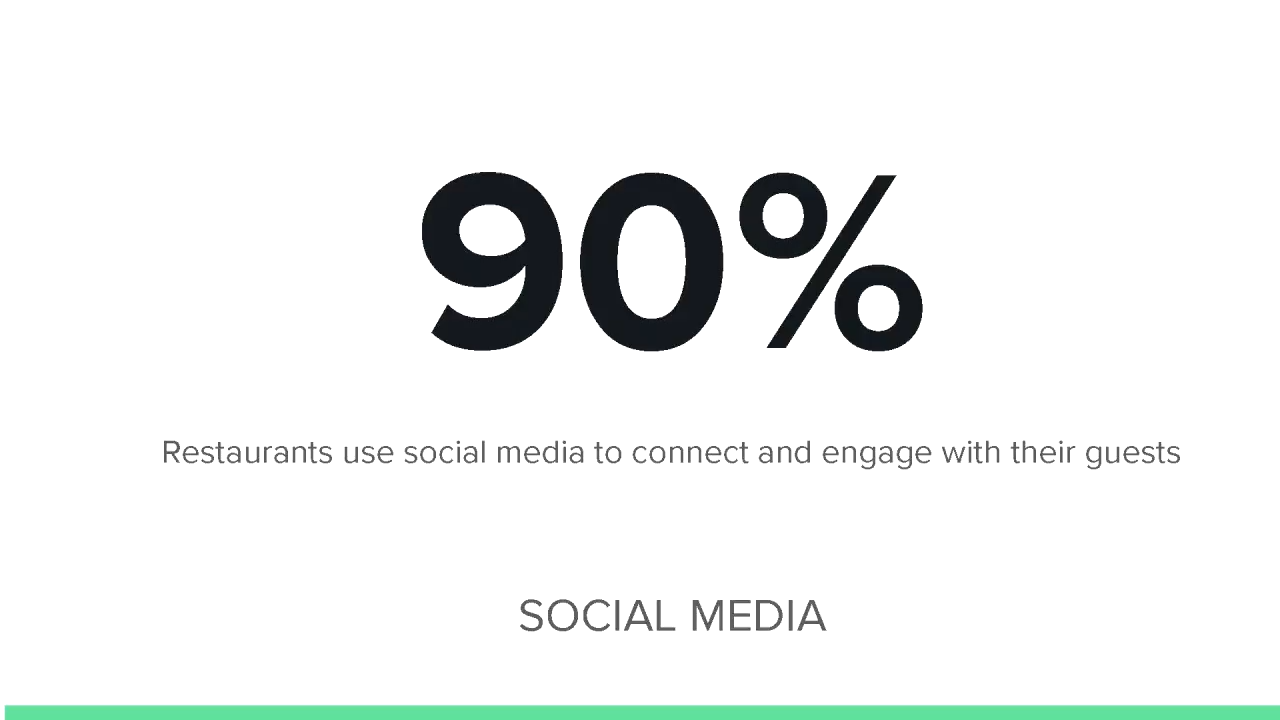 90%
Restaurants use social media to connect and engage with their guests
SOCIAL MEDIA